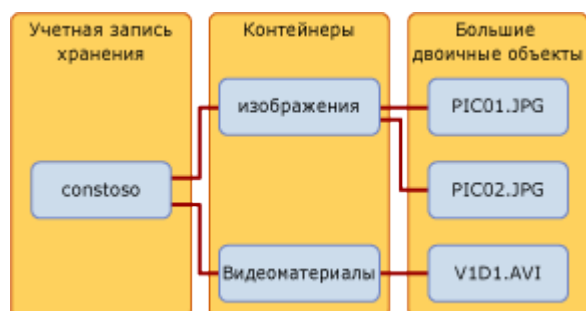 Учетная запись
хранения
Контейнеры
Большие
двоичные объекты
изображения
PIC01.JPG
constoso
PIC02.JPG
Видеоматериалы
V1D1.AVI